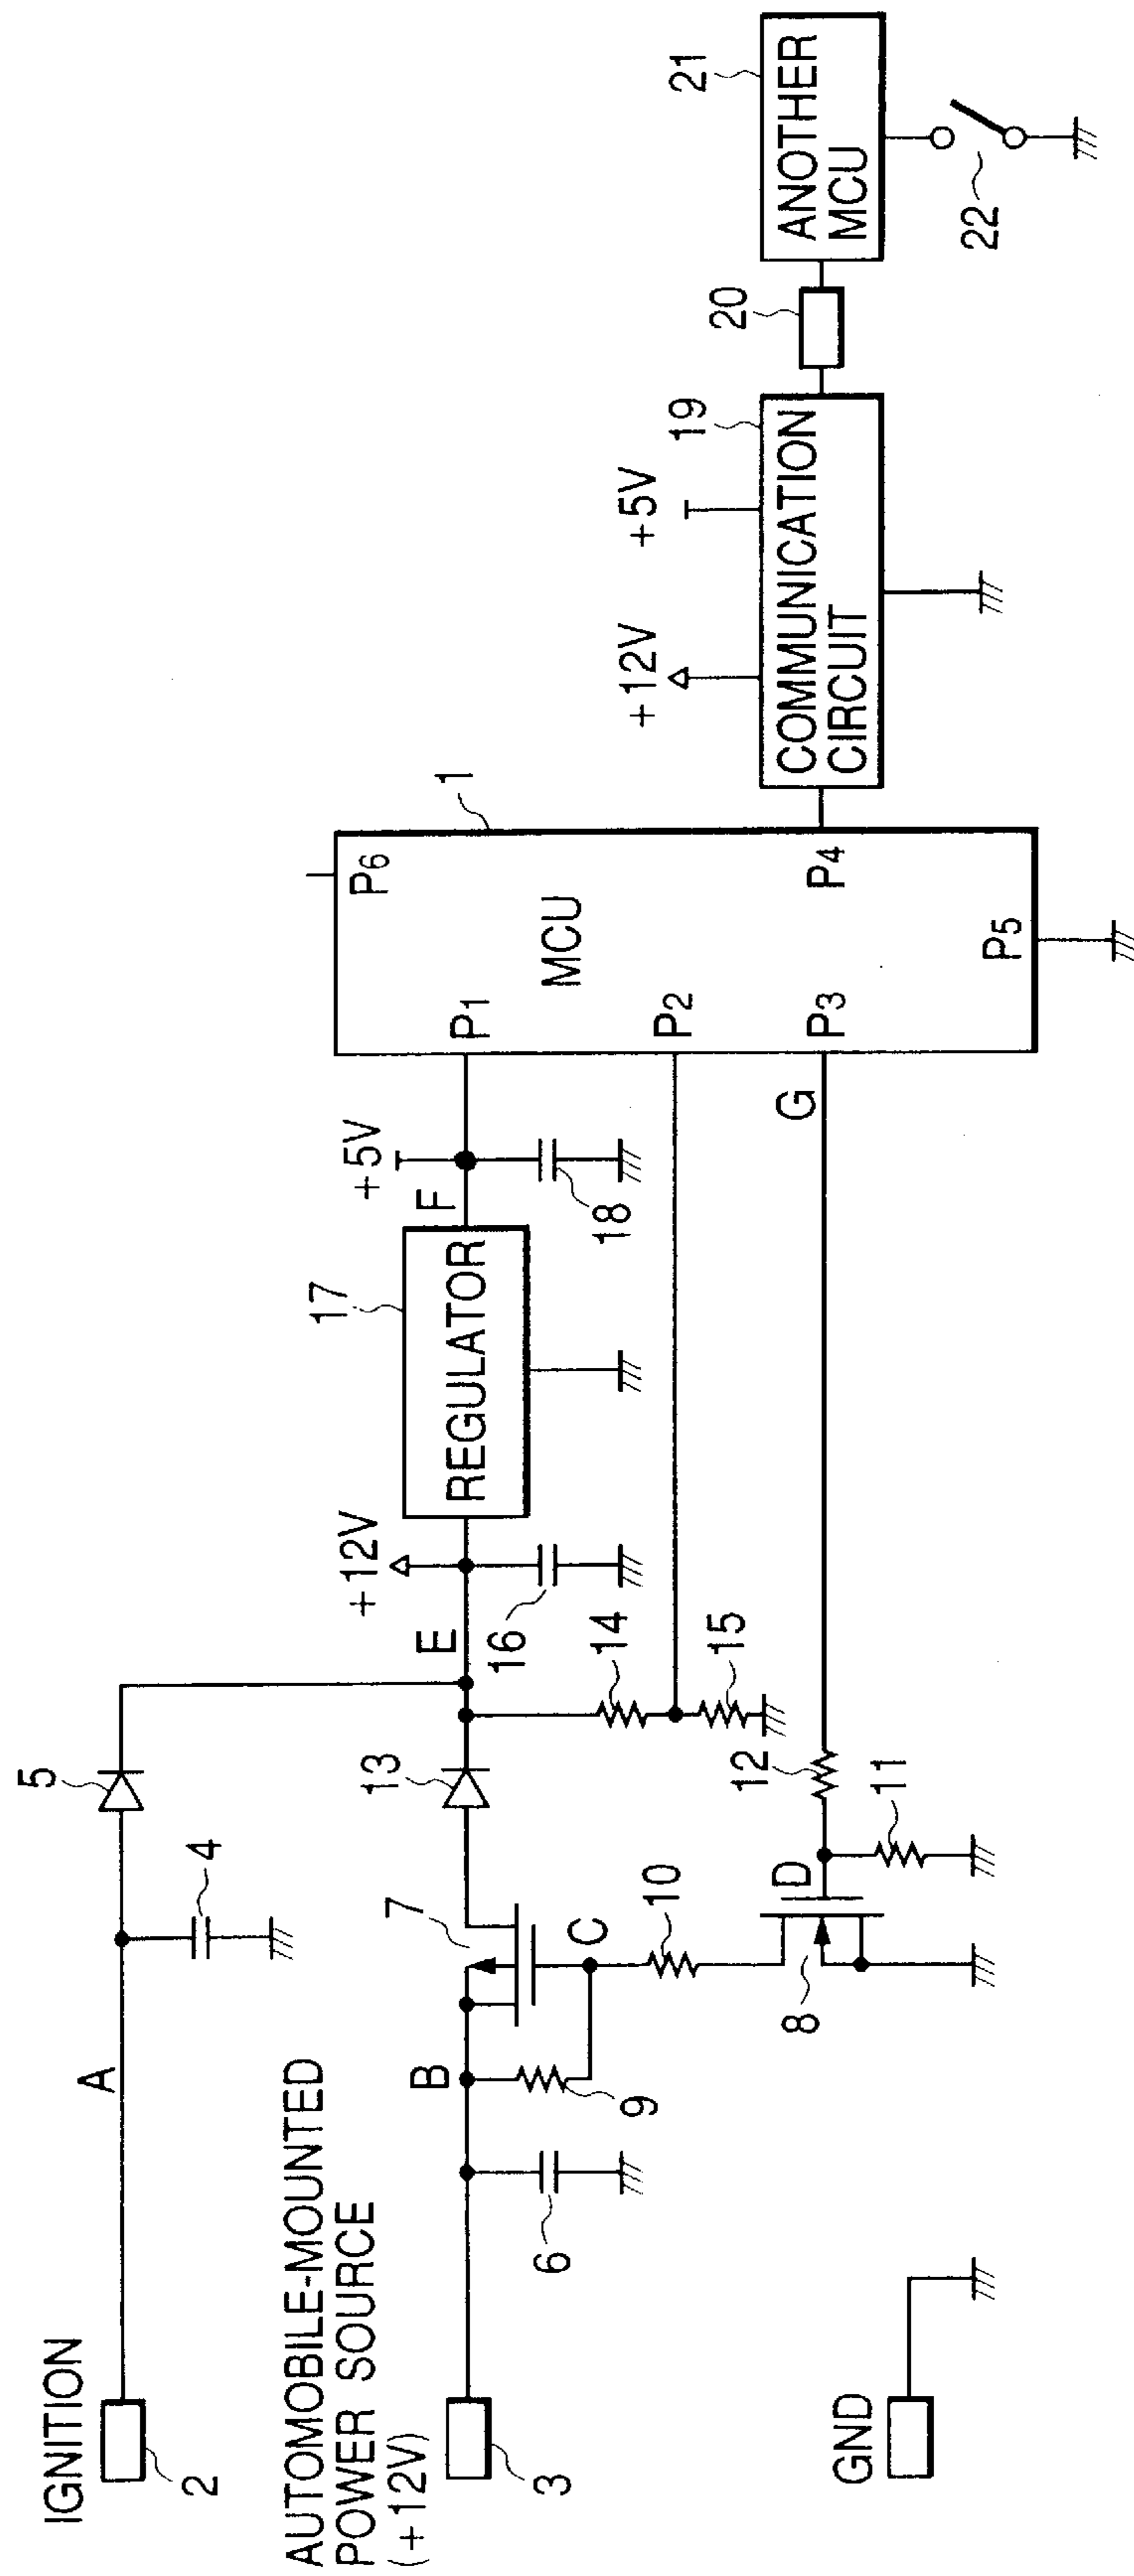 IGNITION
2
A
4
5
AUTOMOBILE-MOUNTED
POWER SOURCE
(+12V)
3
6
B
9
7
C
10
8
D
11
12
13
14
15
E
16
+12V
17
REGULATOR
F
+5V
18
G
GND
P1
P2
P3
P4
P5
P6
MCU
1
+12V
+5V
19
COMMUNICATION
CIRCUIT
20
21
ANOTHER
MCU
22